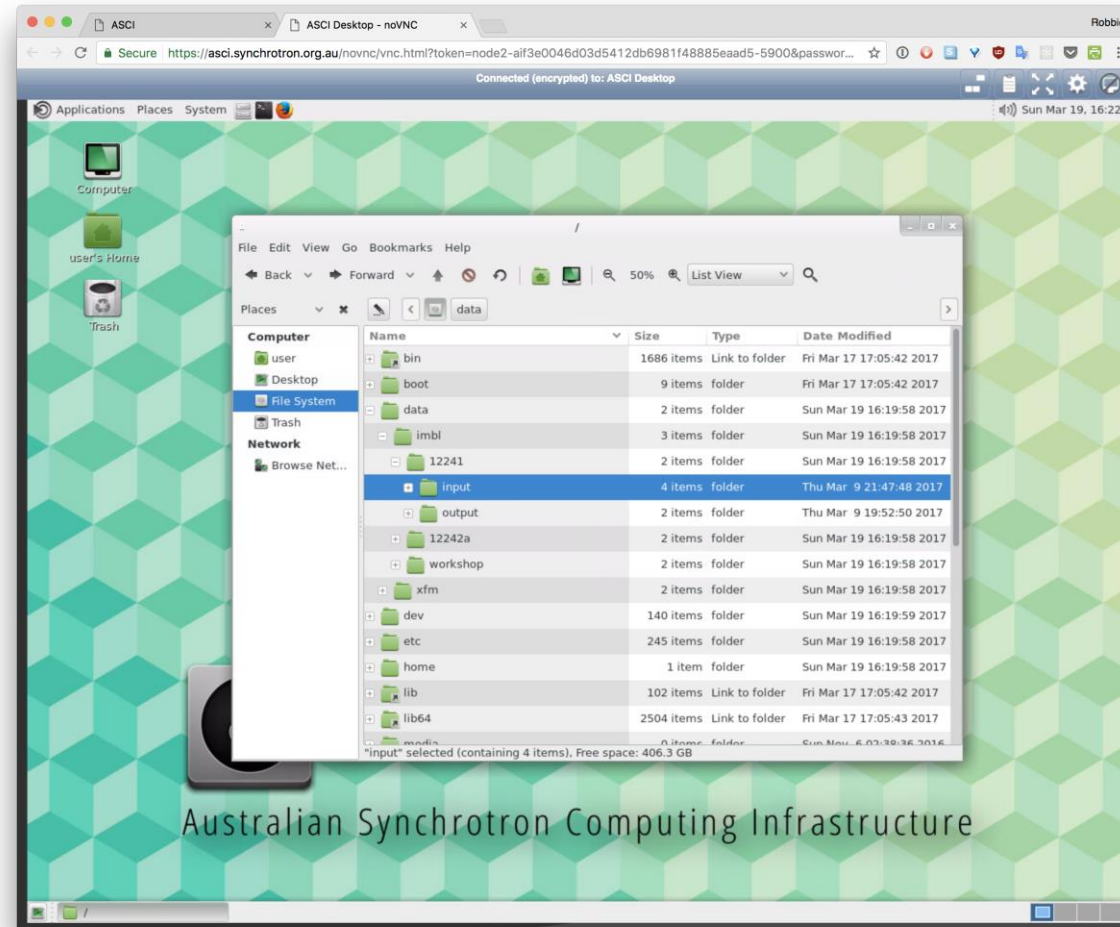 ASCI
ASCI Desktop - noVNC
Robbi
Secure https://asci.synchrotron.org.au/novnc/vnc.html?token=node2-aif3e0046d03d5412db6981f48885eaad5-5900&passwor...
Connected (encrypted) to: ASCI Desktop
Applications Places System
Sun Mar 19, 16:22
Computer
user's Home
Trash
/
File Edit View Go Bookmarks Help
Back Forward 50% List View
Places data
Computer
user
Desktop
File System
Trash
Network
Browse Net...
Name Size Type Date Modified
bin 1686 items Link to folder Fri Mar 17 17:05:42 2017
boot 9 items folder Fri Mar 17 17:05:42 2017
data 2 items folder Sun Mar 19 16:19:58 2017
imbl 3 items folder Sun Mar 19 16:19:58 2017
12241 2 items folder Sun Mar 19 16:19:58 2017
input 4 items folder Thu Mar 9 21:47:48 2017
output 2 items folder Thu Mar 9 19:52:50 2017
12242a 2 items folder Sun Mar 19 16:19:58 2017
workshop 2 items folder Sun Mar 19 16:19:58 2017
xfm 2 items folder Sun Mar 19 16:19:58 2017
dev 140 items folder Sun Mar 19 16:19:59 2017
etc 245 items folder Sun Mar 19 16:19:58 2017
home 1 item folder Sun Mar 19 16:19:58 2017
lib 102 items Link to folder Fri Mar 17 17:05:42 2017
lib64 2504 items Link to folder Fri Mar 17 17:05:43 2017
media 0 items folder Sun Nov 6 02:38:36 2016
"input" selected (containing 4 items), Free space: 406.3 GB
Australian Synchrotron Computing Infrastructure
/